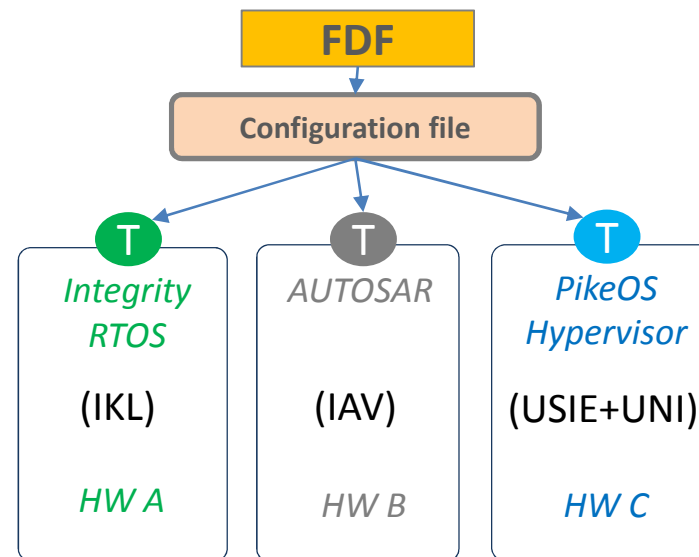 FDF
Configuration file
T
T
T
Integrity
RTOS
(IKL)
HW A
AUTOSAR
(IAV)
HW B
PikeOS
Hypervisor
(USIE+UNI)
HW C